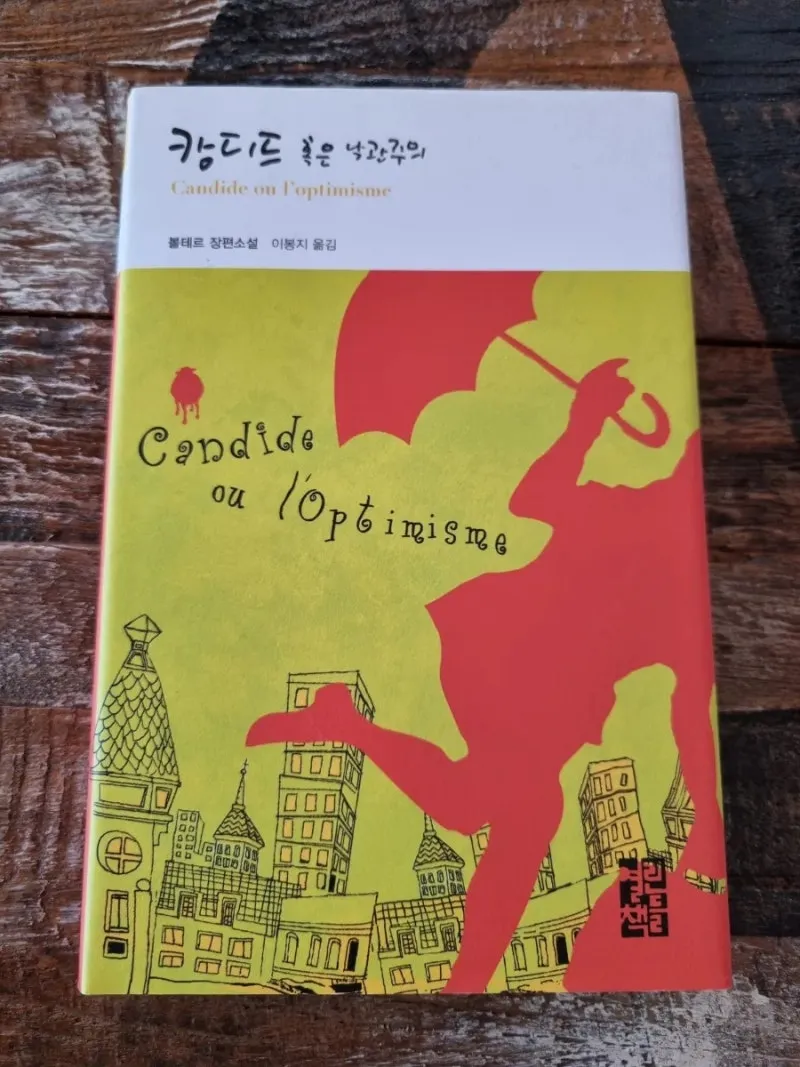 캉디드 혹은 낙관주의
Candide ou l'optimisme
볼테르 장편소설 이봉지 옮김
Candide
ou l'Optimisme
열린
책들